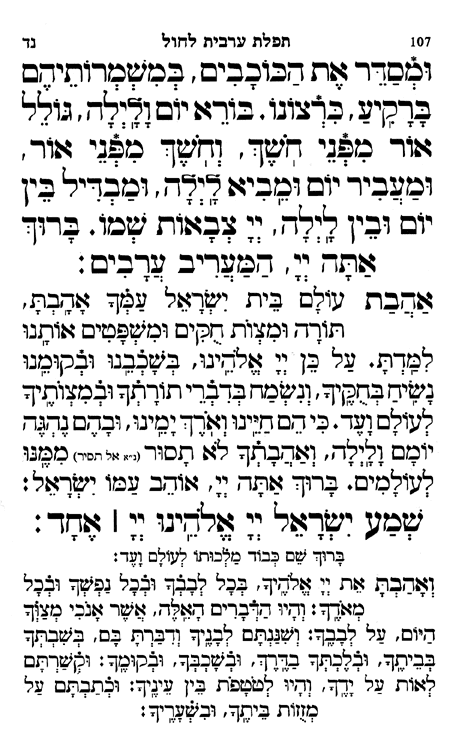 107 תפלת ערבית לחול נד
וּמְסַדֵּר אֶת הַכּוֹכָבִים, בְּמִשְׁמְרוֹתֵיהֶם
בָּרָקִיעַ, כִּרְצוֹנוֹ. בּוֹרֵא יוֹם וָלַיְלָה, גּוֹלֵל
אוֹר מִפְּנֵי חֹשֶׁךְ, וְחֹשֶׁךְ מִפְּנֵי אוֹר,
וּמַעֲבִיר יוֹם וּמֵבִיא לַיְלָה, וּמַבְדִּיל בֵּין
יוֹם וּבֵין לַיְלָה, יְיָ צְבָאוֹת שְׁמוֹ. בָּרוּךְ
אַתָּה יְיָ, הַמַּעֲרִיב עֲרָבִים:
אַהֲבַת עוֹלָם בֵּית יִשְׂרָאֵל עַמְּךָ אָהָבְתָּ,
תּוֹרָה וּמִצְוֹת חֻקִּים וּמִשְׁפָּטִים אוֹתָנוּ
לִמַּדְתָּ. עַל כֵּן יְיָ אֱלֹהֵינוּ, בְּשָׁכְבֵנוּ וּבְקוּמֵנוּ
נָשִׂיחַ בְּחֻקֶּיךָ, וְנִשְׂמַח בְּדִבְרֵי תוֹרָתֶךָ וּבְמִצְוֹתֶיךָ
לְעוֹלָם וָעֶד. כִּי הֵם חַיֵּינוּ וְאֹרֶךְ יָמֵינוּ, וּבָהֶם נֶהְגֶּה
יוֹמָם וָלָיְלָה, וְאַהֲבָתְךָ לֹא תָסוּר (נ״א אל תסיר) מִמֶּנּוּ
לְעוֹלָמִים. בָּרוּךְ אַתָּה יְיָ, אוֹהֵב עַמּוֹ יִשְׂרָאֵל:
שְׁמַע יִשְׂרָאֵל יְיָ אֱלֹהֵינוּ יְיָ | אֶחָד:
בָּרוּךְ שֵׁם כְּבוֹד מַלְכוּתוֹ לְעוֹלָם וָעֶד:
וְאָהַבְתָּ אֵת יְיָ אֱלֹהֶיךָ, בְּכָל לְבָבְךָ וּבְכָל נַפְשְׁךָ וּבְכָל
מְאֹדֶךָ: וְהָיוּ הַדְּבָרִים הָאֵלֶּה, אֲשֶׁר אָנֹכִי מְצַוְּךָ
הַיּוֹם, עַל לְבָבֶךָ: וְשִׁנַּנְתָּם לְבָנֶיךָ וְדִבַּרְתָּ בָּם, בְּשִׁבְתְּךָ
בְּבֵיתֶךָ, וּבְלֶכְתְּךָ בַדֶּרֶךְ, וּבְשָׁכְבְּךָ, וּבְקוּמֶךָ: וּקְשַׁרְתָּם
לְאוֹת עַל יָדֶךָ, וְהָיוּ לְטֹטָפֹת בֵּין עֵינֶיךָ: וּכְתַבְתָּם עַל
מְזֻזוֹת בֵּיתֶךָ, וּבִשְׁעָרֶיךָ: